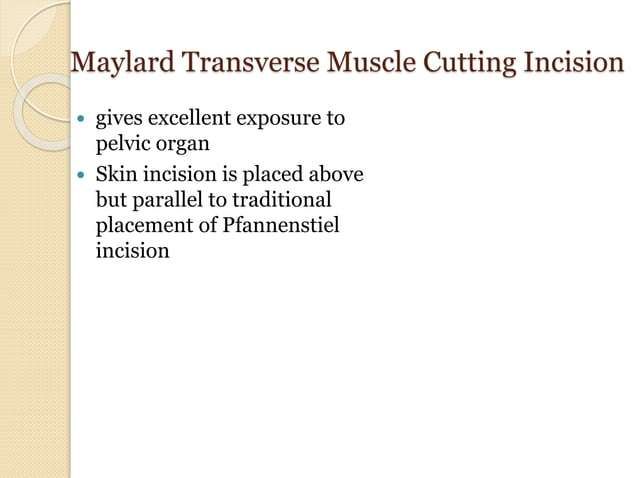 Maylard Transverse Muscle Cutting Incision
• gives excellent exposure to
pelvic organ
• Skin incision is placed above
but parallel to traditional
placement of Pfannenstiel
incision